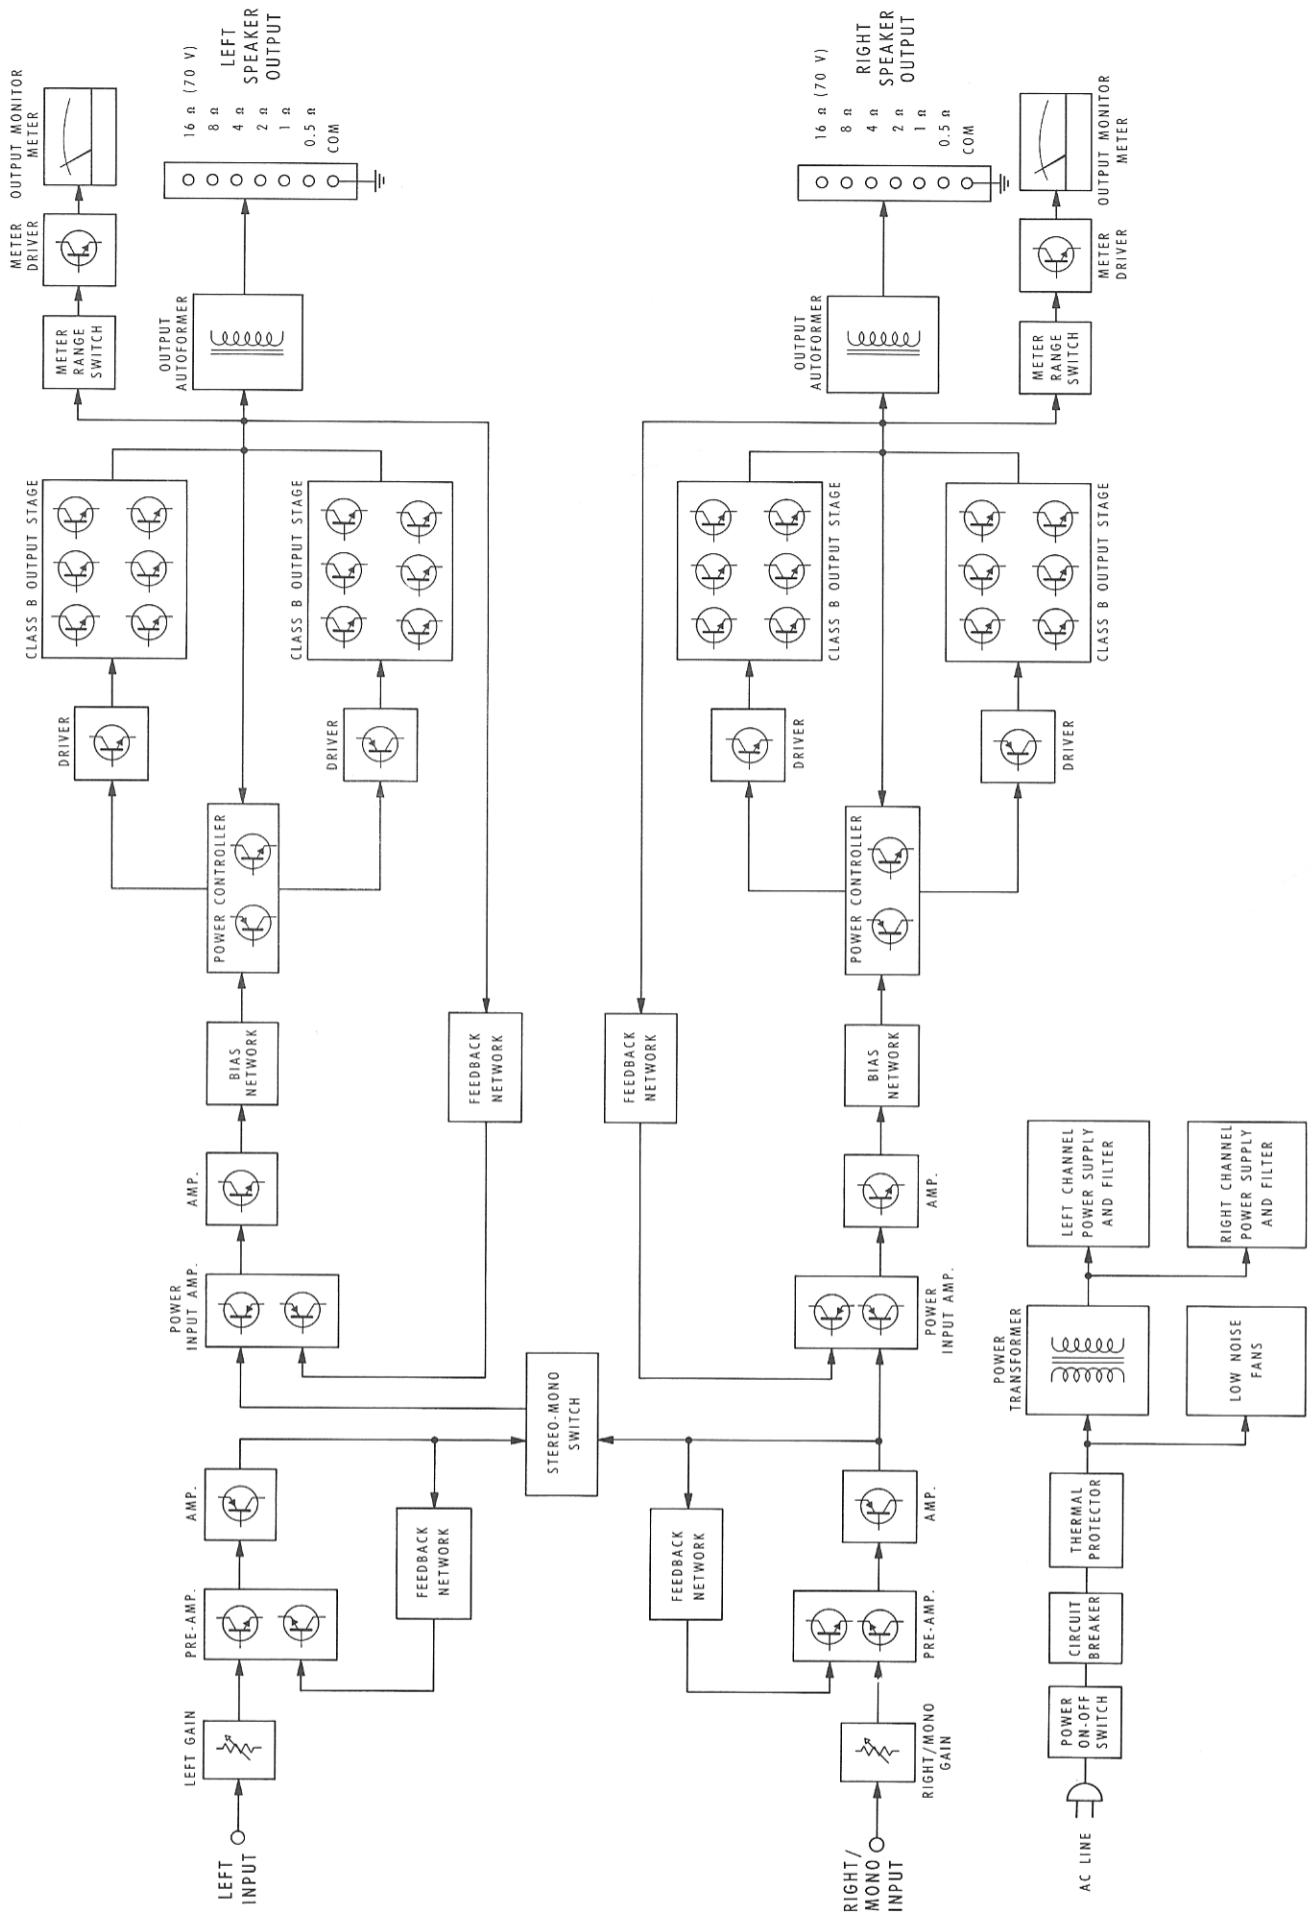 LEFT
INPUT
LEFT GAIN
PRE-AMP.
AMP.
FEEDBACK
NETWORK
STEREO-MONO
SWITCH
POWER
INPUT AMP.
AMP.
BIAS
NETWORK
FEEDBACK
NETWORK
POWER CONTROLLER
DRIVER
DRIVER
CLASS B OUTPUT STAGE
CLASS B OUTPUT STAGE
METER
RANGE
SWITCH
METER
DRIVER
OUTPUT MONITOR
METER
OUTPUT
AUTOFORMER
16 Ω (70 V)
8 Ω
4 Ω
2 Ω
1 Ω
0.5 Ω
COM
LEFT
SPEAKER
OUTPUT
RIGHT/
MONO
INPUT
RIGHT/MONO
GAIN
PRE-AMP.
AMP.
FEEDBACK
NETWORK
POWER
INPUT AMP.
AMP.
BIAS
NETWORK
FEEDBACK
NETWORK
POWER CONTROLLER
DRIVER
DRIVER
CLASS B OUTPUT STAGE
CLASS B OUTPUT STAGE
OUTPUT
AUTOFORMER
METER
RANGE
SWITCH
METER
DRIVER
OUTPUT MONITOR
METER
16 Ω (70 V)
8 Ω
4 Ω
2 Ω
1 Ω
0.5 Ω
COM
RIGHT
SPEAKER
OUTPUT
AC LINE
POWER
ON-OFF
SWITCH
CIRCUIT
BREAKER
THERMAL
PROTECTOR
POWER
TRANSFORMER
LOW NOISE
FANS
LEFT CHANNEL
POWER SUPPLY
AND FILTER
RIGHT CHANNEL
POWER SUPPLY
AND FILTER